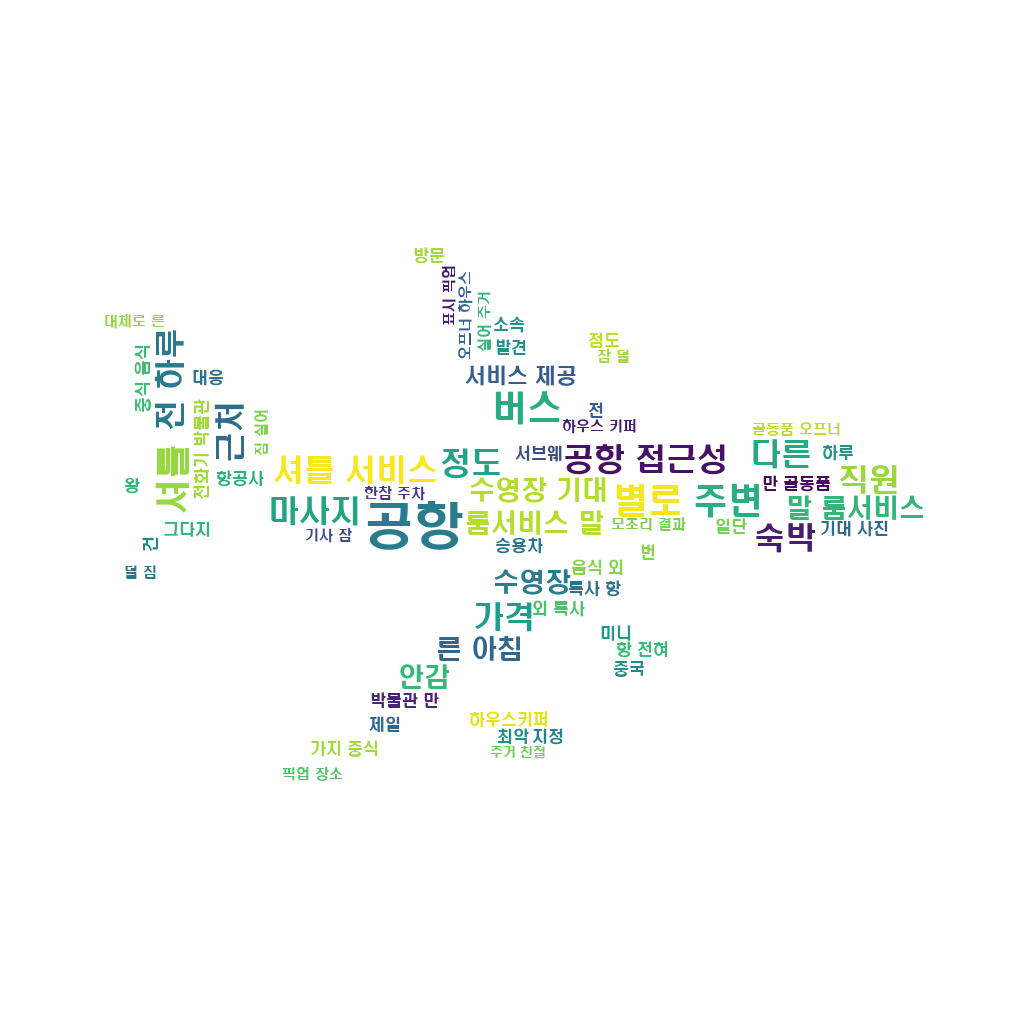 방문
표시 픽업
오프너 하우스
실어 주거
소속
발견
대체로 른
중식 음식
전 하루
대응
점도
잠 덜
서비스 제공
버스
전
하우스 키퍼
골동품 오프너
셔틀
전화기 박물관
근처
짐 실어
항공사
셔틀 서비스
정도
서브웨
공항 접근성
다른
하루
왕
한참 주차
수영장 기대
별로
주변
만 골동품
직원
마사지
공항
룸서비스 말
모조리 결과
일단
말 룸서비스
그다지
기사 잠
숙박
기대 사진
건
승용차
번
덜 짐
수영장
음식 외
특사 항
가격
외 특사
른 아침
미니
항 전혀
중국
안감
박물관 만
제일
하우스키퍼
최악 지정
가지 중식
주거 친절
픽업 장소